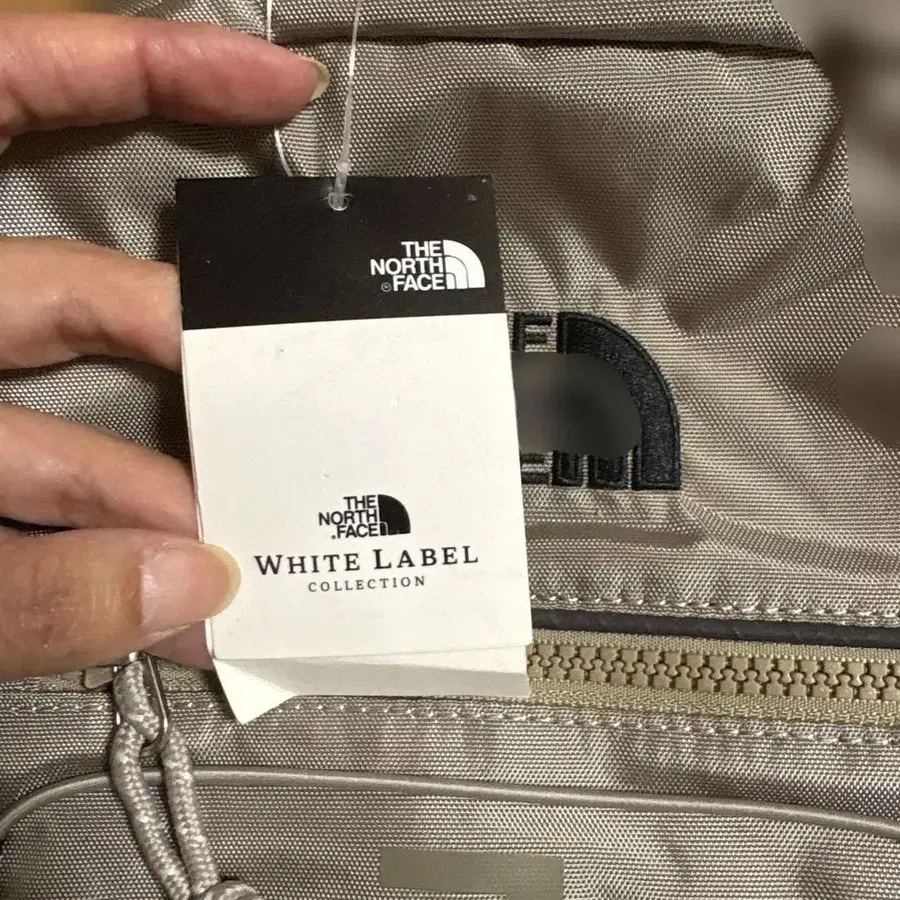 THE
NORTH
FACE
THE
NORTH
FACE
WHITE LABEL
COLLECTION